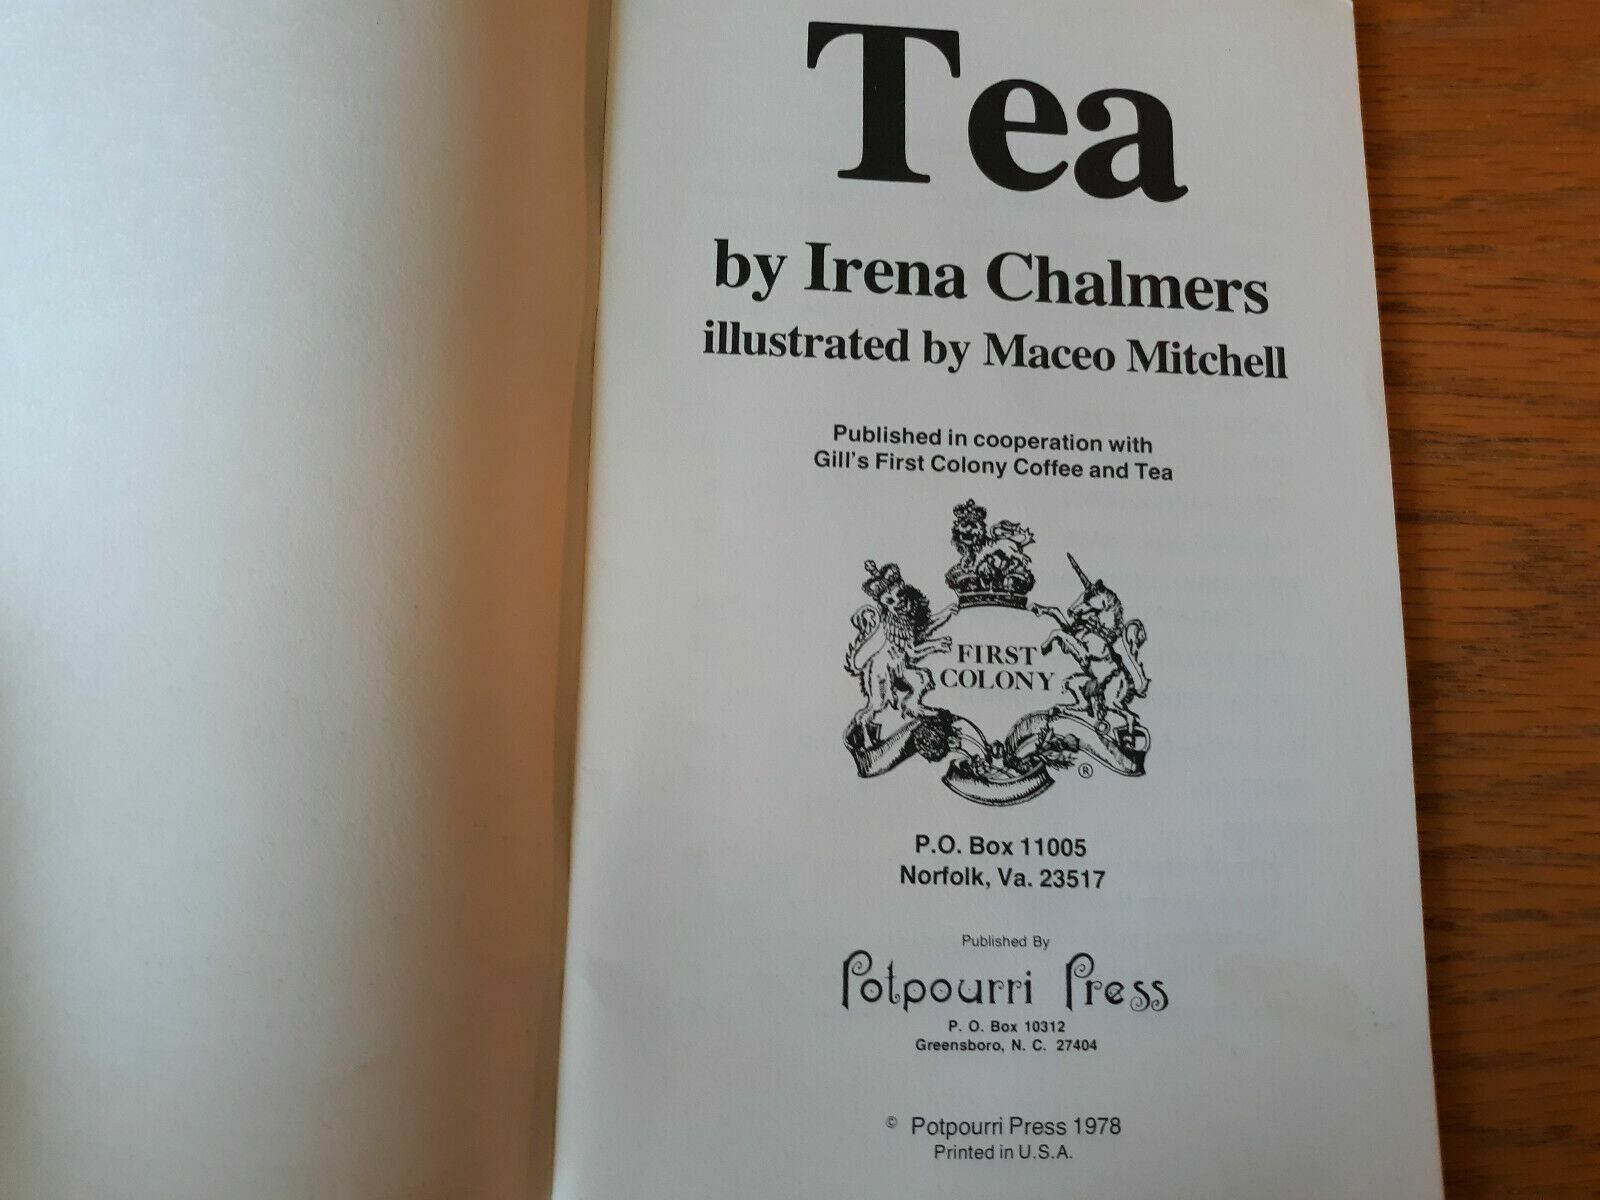 Tea
by Irena Chalmers
illustrated by Maceo Mitchell
Published in cooperation with
Gill's First Colony Coffee and Tea
FIRST
COLONY
®
P.O. Box 11005
Norfolk, Va. 23517
Published By
Potpourri Press
P. O. Box 10312
Greensboro, N. C. 27404
© Potpourri Press 1978
Printed in U.S.A.